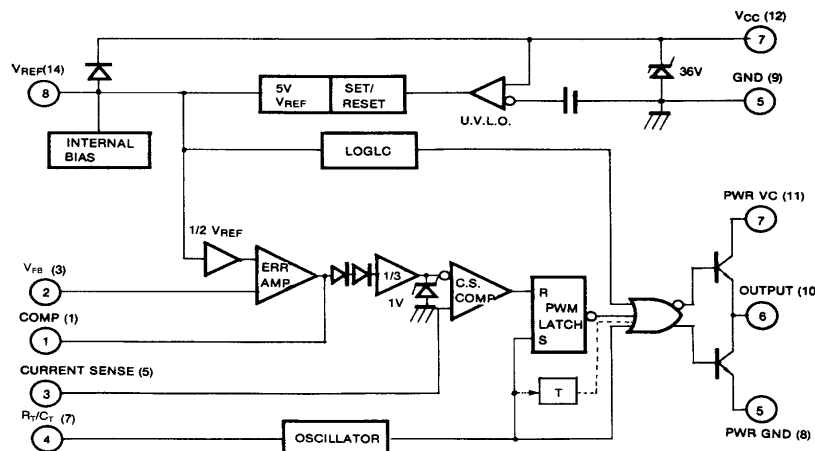 VCC (12)
7
VREF(14)
8
5V
VREF
SET/
RESET
36V
GND (9)
5
U.V.L.O.
INTERNAL
BIAS
LOGLC
PWR VC (11)
7
1/2 VREF
ERR
AMP
1/3
1V
C.S.
COMP
R
PWM
LATCH
S
VFB (3)
2
COMP (1)
1
OUTPUT (10
6
CURRENT SENSE (5)
3
T
5
PWR GND (8)
RT/CT (7)
4
OSCILLATOR